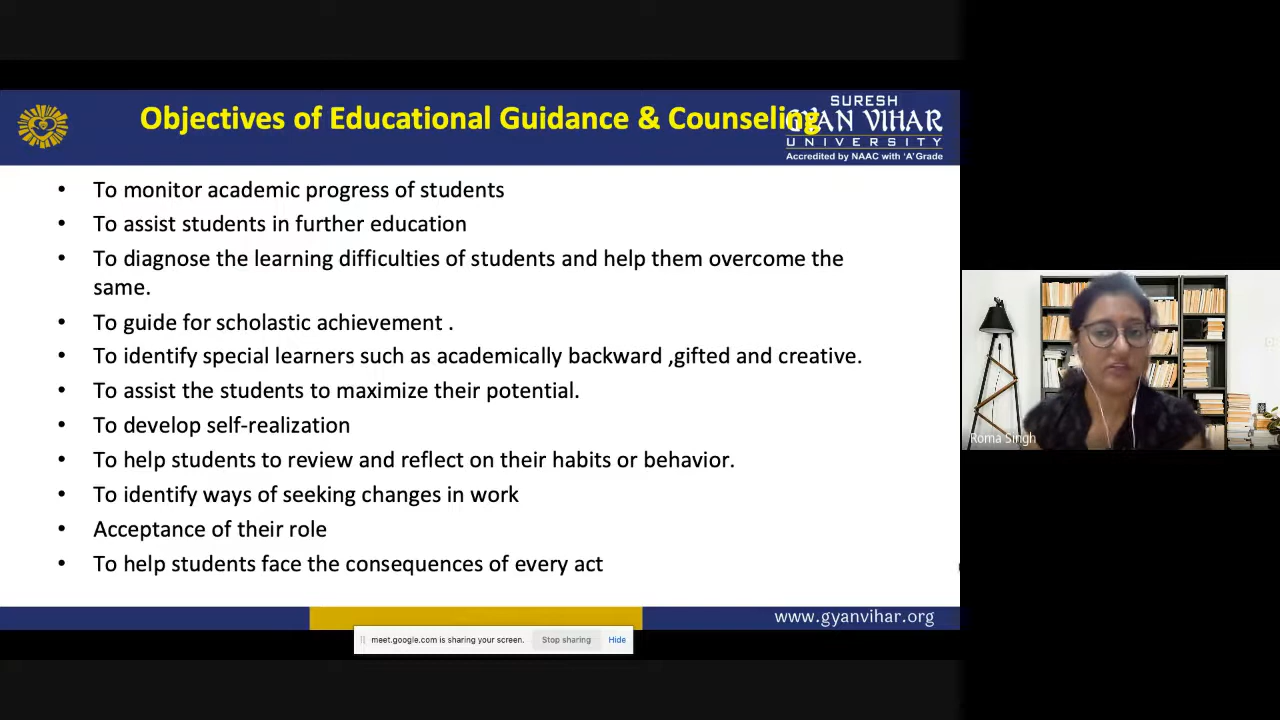 Objectives of Educational Guidance & Counseling
SURESH
GYAN VIHAR
UNIVERSITY
Accredited by NAAC with 'A' Grade
• To monitor academic progress of students
• To assist students in further education
• To diagnose the learning difficulties of students and help them overcome the
same.
• To guide for scholastic achievement .
• To identify special learners such as academically backward ,gifted and creative.
• To assist the students to maximize their potential.
• To develop self-realization
• To help students to review and reflect on their habits or behavior.
• To identify ways of seeking changes in work
• Acceptance of their role
• To help students face the consequences of every act
Roma Singh
www.gyanvihar.org
meet.google.com is sharing your screen. Stop sharing Hide